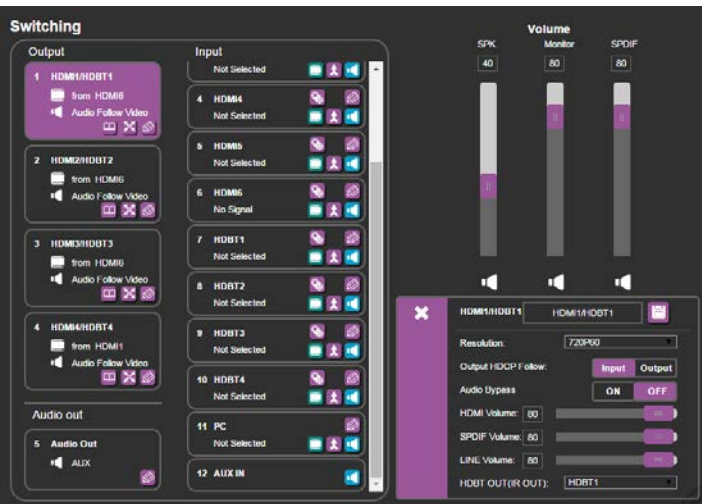 Switching
Output
1 HDMI1/HDBT1
from HDMI6
Audio Follow Video
2 HDMI2/HDBT2
from HDMI6
Audio Follow Video
3 HDMI3/HDBT3
from HDMI6
Audio Follow Video
4 HDMI4/HDBT4
from HDMI1
Audio Follow Video
Audio out
5 Audio Out
AUX
Input
Not Selected
4 HDMI4
Not Selected
5 HDMI5
Not Selected
6 HDMI6
No Signal
7 HDBT1
Not Selected
8 HDBT2
Not Selected
9 HDBT3
Not Selected
10 HDBT4
Not Selected
11 PC
Not Selected
12 AUX IN
Volume
SPK Monitor SPDIF
40 80 80
HDMI1/HDBT1 HDMI1/HDBT1
Resolution: 720P60
Output HDCP Follow: Input Output
Audio Bypass ON OFF
HDMI Volume: 80
SPDIF Volume: 80
LINE Volume: 80
HDBT OUT(IR OUT): HDBT1